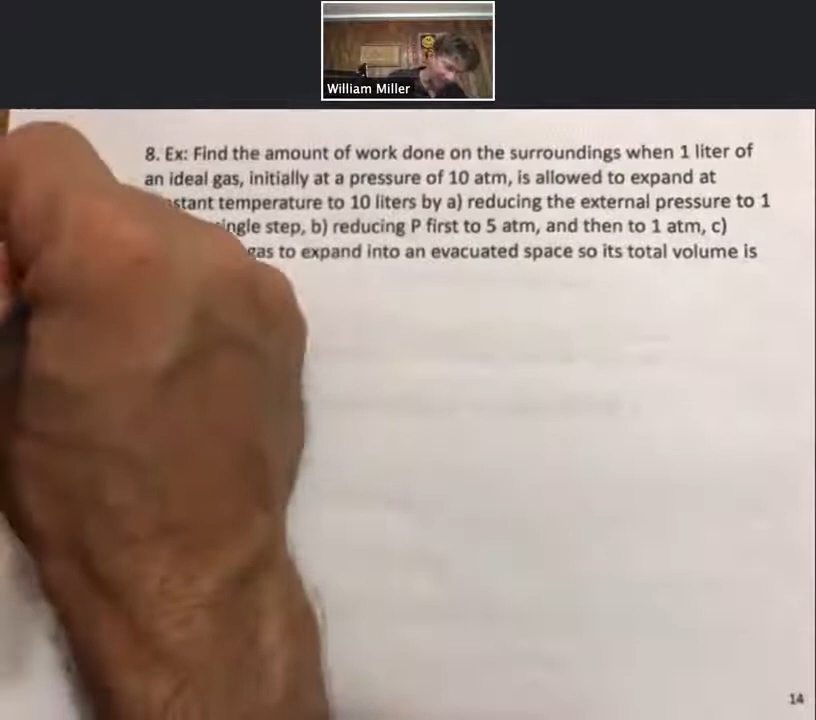 William Miller
8. Ex: Find the amount of work done on the surroundings when 1 liter of
an ideal gas, initially at a pressure of 10 atm, is allowed to expand at
stant temperature to 10 liters by a) reducing the external pressure to 1
ingle step, b) reducing P first to 5 atm, and then to 1 atm, c)
gas to expand into an evacuated space so its total volume is
14